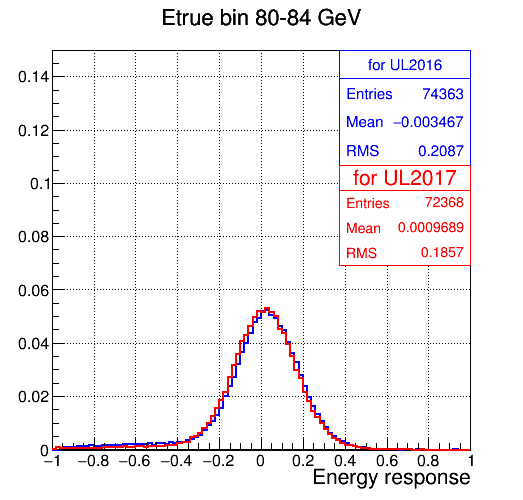 Etrue bin 80-84 GeV
for UL2016
Entries 74363
Mean −0.003467
RMS 0.2087
for UL2017
Entries 72368
Mean 0.0009689
RMS 0.1857
0.14
0.12
0.1
0.08
0.06
0.04
0.02
0
−1 −0.8 −0.6 −0.4 −0.2 0 0.2 0.4 0.6 0.8 1
Energy response